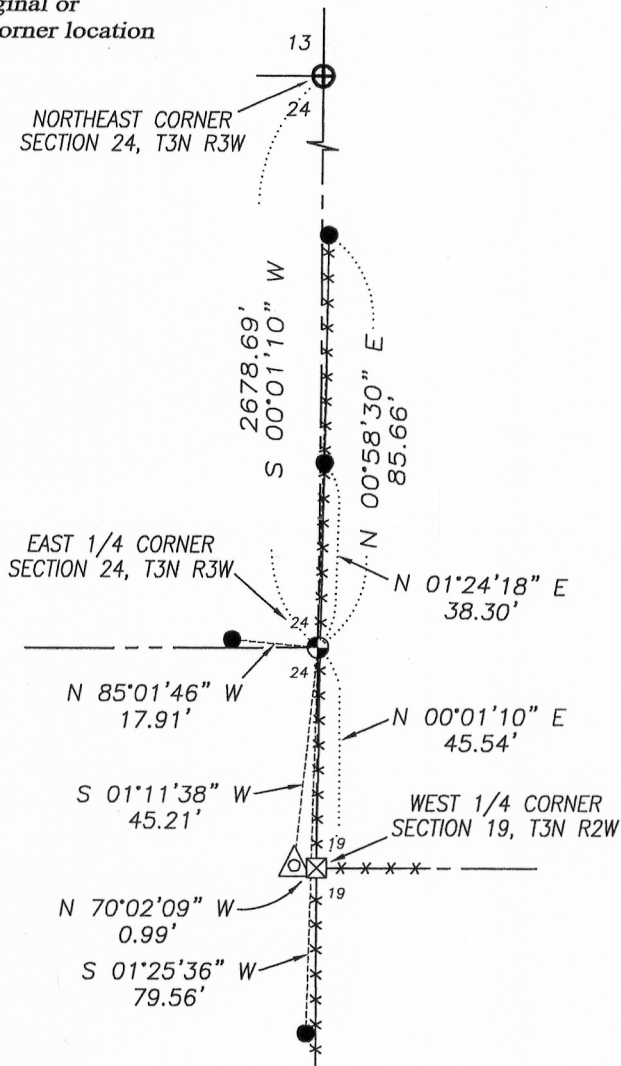 ginal or
orner location
13
24
NORTHEAST CORNER
SECTION 24, T3N R3W
2678.69'
S 00°01'10" W
N 00°58'30" E
85.66'
EAST 1/4 CORNER
SECTION 24, T3N R3W
24
24
N 01°24'18" E
38.30'
N 85°01'46" W
17.91'
N 00°01'10" E
45.54'
S 01°11'38" W
45.21'
WEST 1/4 CORNER
SECTION 19, T3N R2W
19
19
N 70°02'09" W
0.99'
S 01°25'36" W
79.56'